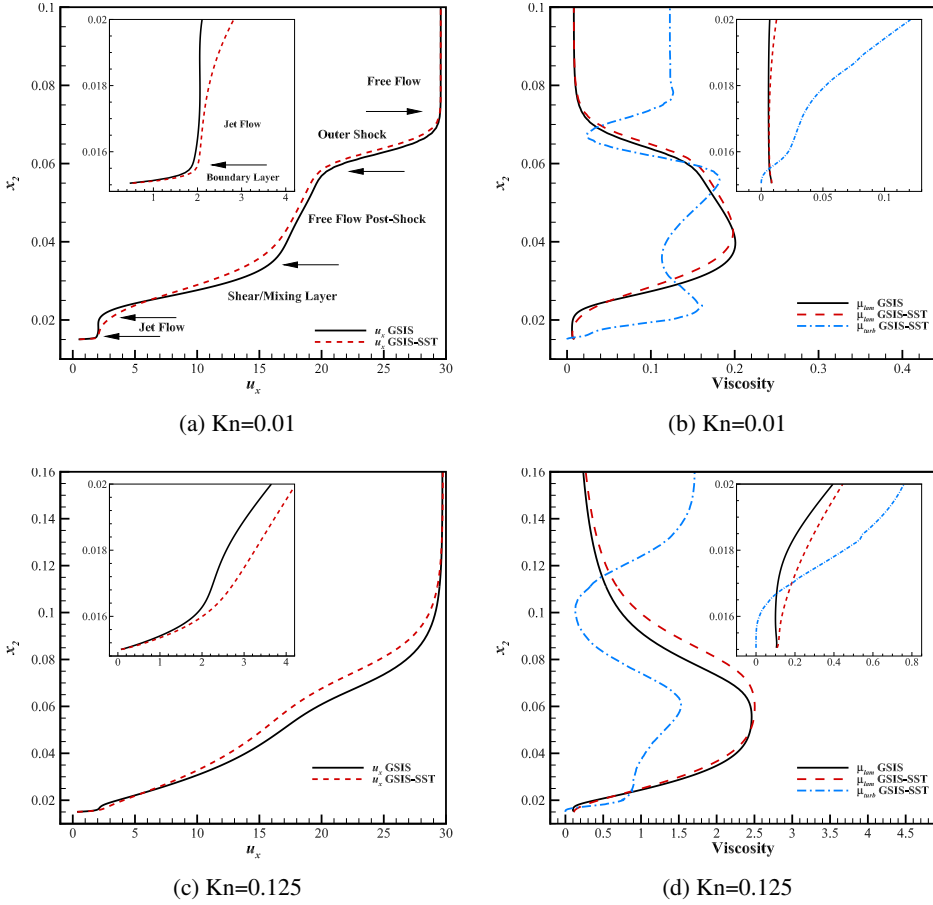 0.1
0.08
0.06
0.04
0.02
x₂
0 5 10 15 20 25 30
uₓ
0.02
0.018
0.016
0 1 2 3 4
Jet Flow
Boundary Layer
Free Flow
Outer Shock
Free Flow Post-Shock
Shear/Mixing Layer
Jet Flow
uₓ GSIS
uₓ GSIS-SST
(a) Kn=0.01
0.1
0.08
0.06
0.04
0.02
x₂
0 0.1 0.2 0.3 0.4
Viscosity
0.02
0.018
0.016
0 0.05 0.1
μ_lam GSIS
μ_lam GSIS-SST
μ_turb GSIS-SST
(b) Kn=0.01
0.16
0.14
0.12
0.1
0.08
0.06
0.04
0.02
x₂
0 5 10 15 20 25 30
uₓ
0.02
0.018
0.016
0 1 2 3 4
uₓ GSIS
uₓ GSIS-SST
(c) Kn=0.125
0.16
0.14
0.12
0.1
0.08
0.06
0.04
0.02
x₂
0 0.5 1 1.5 2 2.5 3 3.5 4 4.5
Viscosity
0.02
0.018
0.016
0 0.2 0.4 0.6 0.8
μ_lam GSIS
μ_lam GSIS-SST
μ_turb GSIS-SST
(d) Kn=0.125